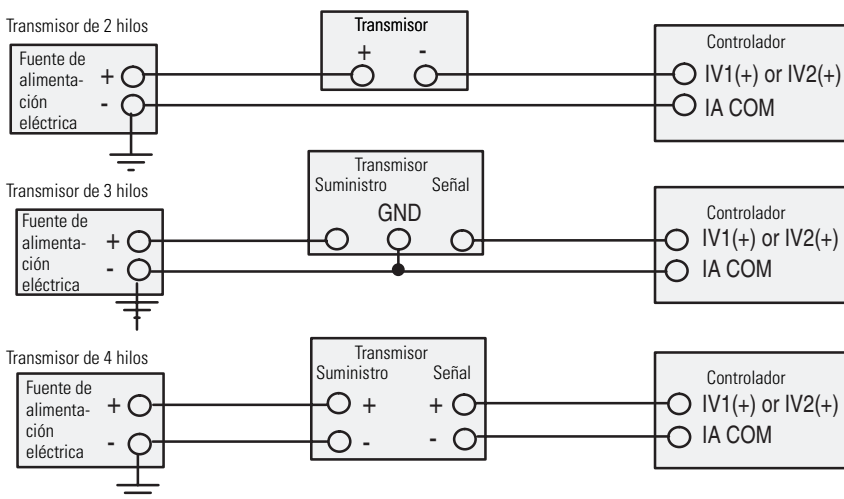 Transmisor de 2 hilos
Fuente de
alimenta-
ción
eléctrica
+
-
Transmisor
+ -
Controlador
IV1(+) or IV2(+)
IA COM
Transmisor de 3 hilos
Fuente de
alimenta-
ción
eléctrica
+
-
Transmisor
Suministro Señal
GND
Controlador
IV1(+) or IV2(+)
IA COM
Transmisor de 4 hilos
Fuente de
alimenta-
ción
eléctrica
+
-
Transmisor
Suministro Señal
+ +
- -
Controlador
IV1(+) or IV2(+)
IA COM